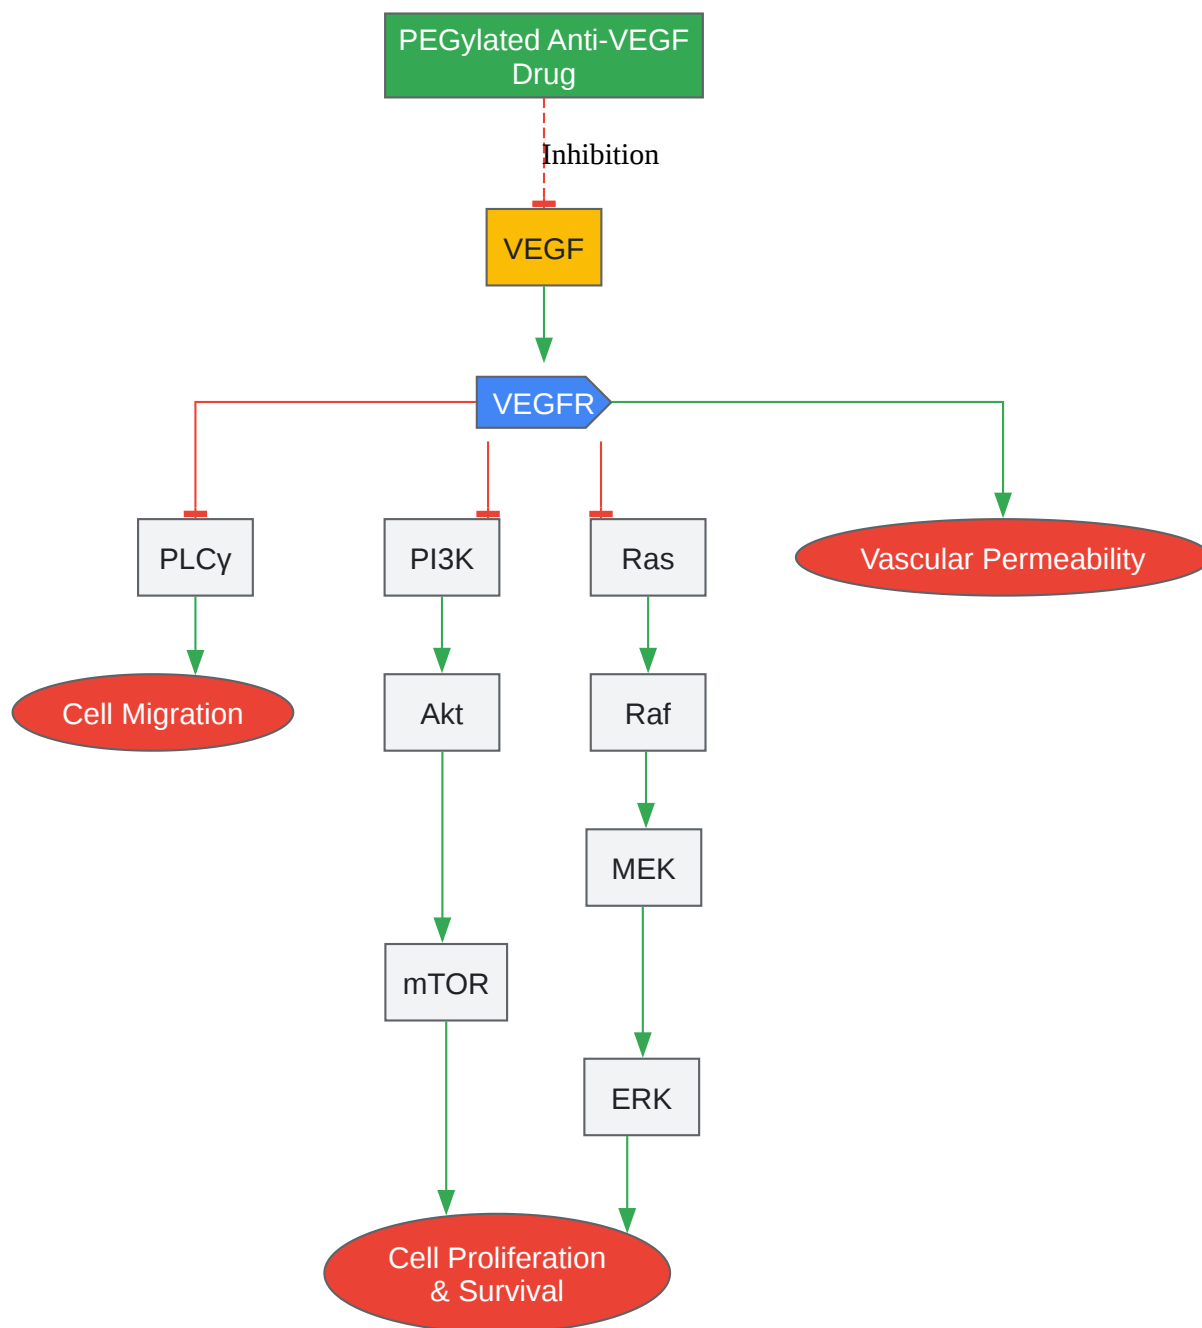 PEGylated Anti-VEGF
Drug
Inhibition
VEGF
VEGFR
PLCγ
PI3K
Ras
Vascular Permeability
Cell Migration
Akt
Raf
MEK
mTOR
ERK
Cell Proliferation
& Survival